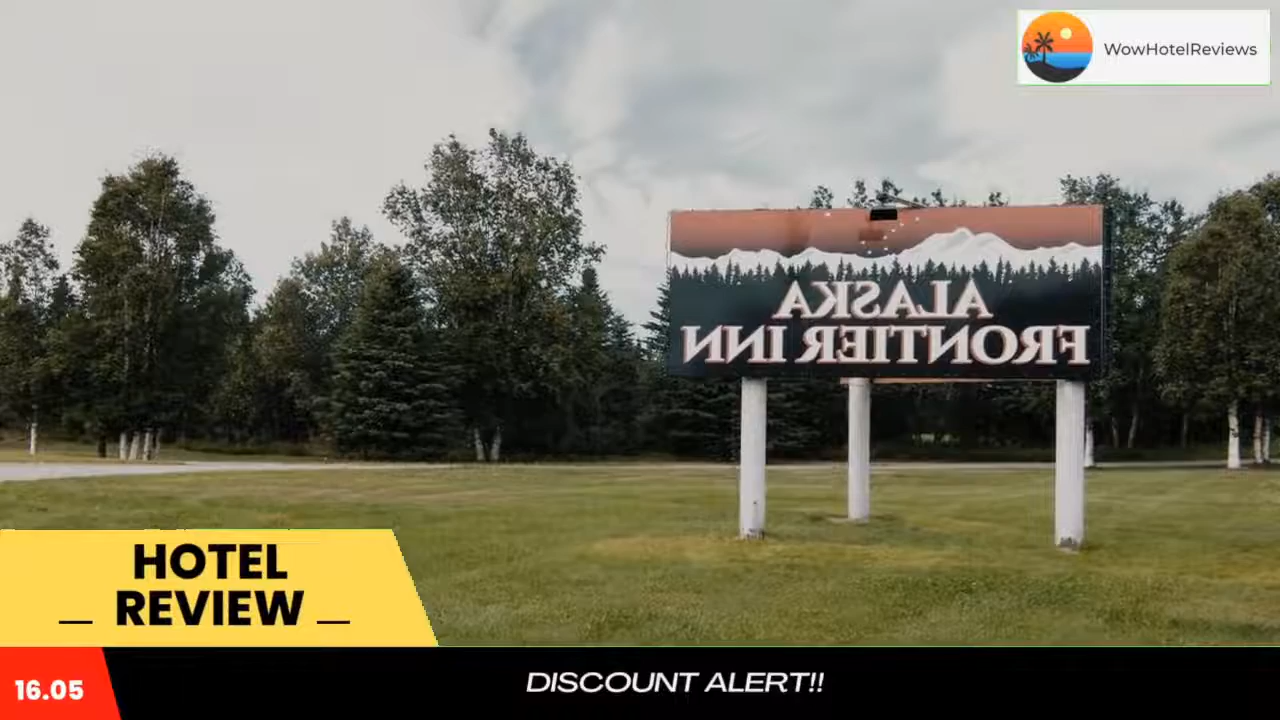 WowHotelReviews
ALASKA
FRONTIER INN
HOTEL
REVIEW
16.05
DISCOUNT ALERT!!